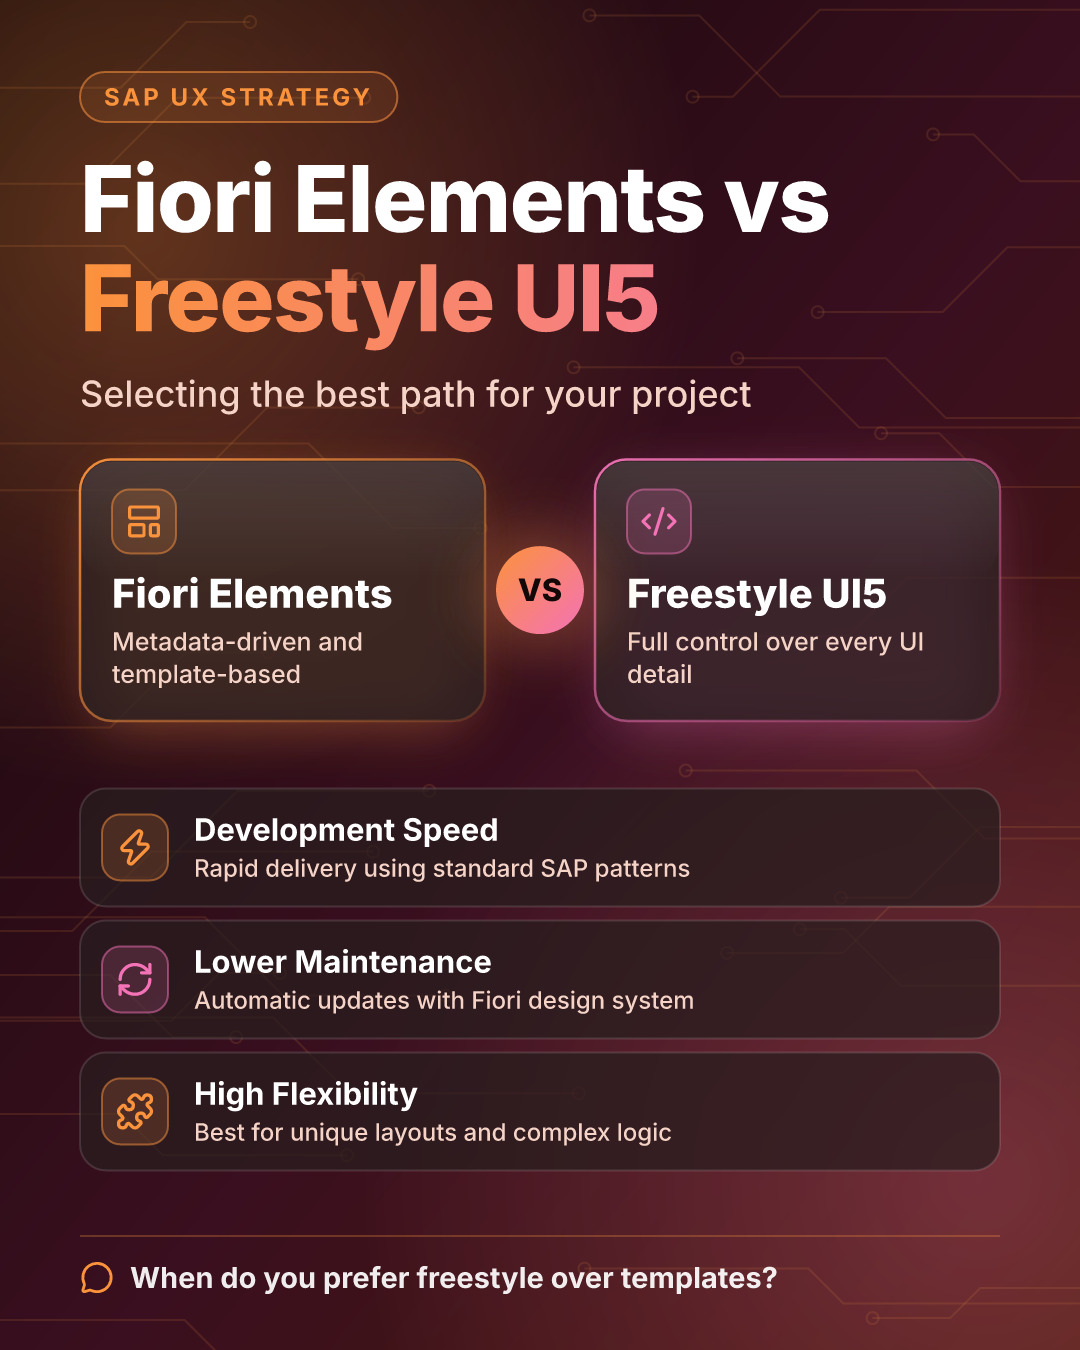 SAP UX STRATEGY
Fiori Elements vs
Freestyle UI5
Selecting the best path for your project
Fiori Elements
Metadata-driven and
template-based
VS
Freestyle UI5
Full control over every UI
detail
Development Speed
Rapid delivery using standard SAP patterns
Lower Maintenance
Automatic updates with Fiori design system
High Flexibility
Best for unique layouts and complex logic
When do you prefer freestyle over templates?